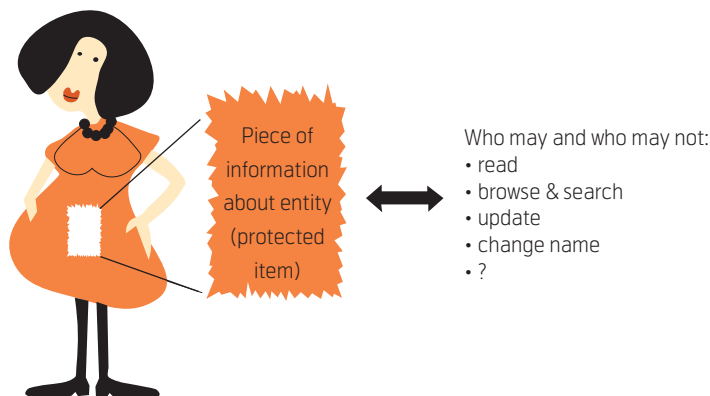 Piece of
information
about entity
(protected
item)
Who may and who may not:
• read
• browse & search
• update
• change name
• ?